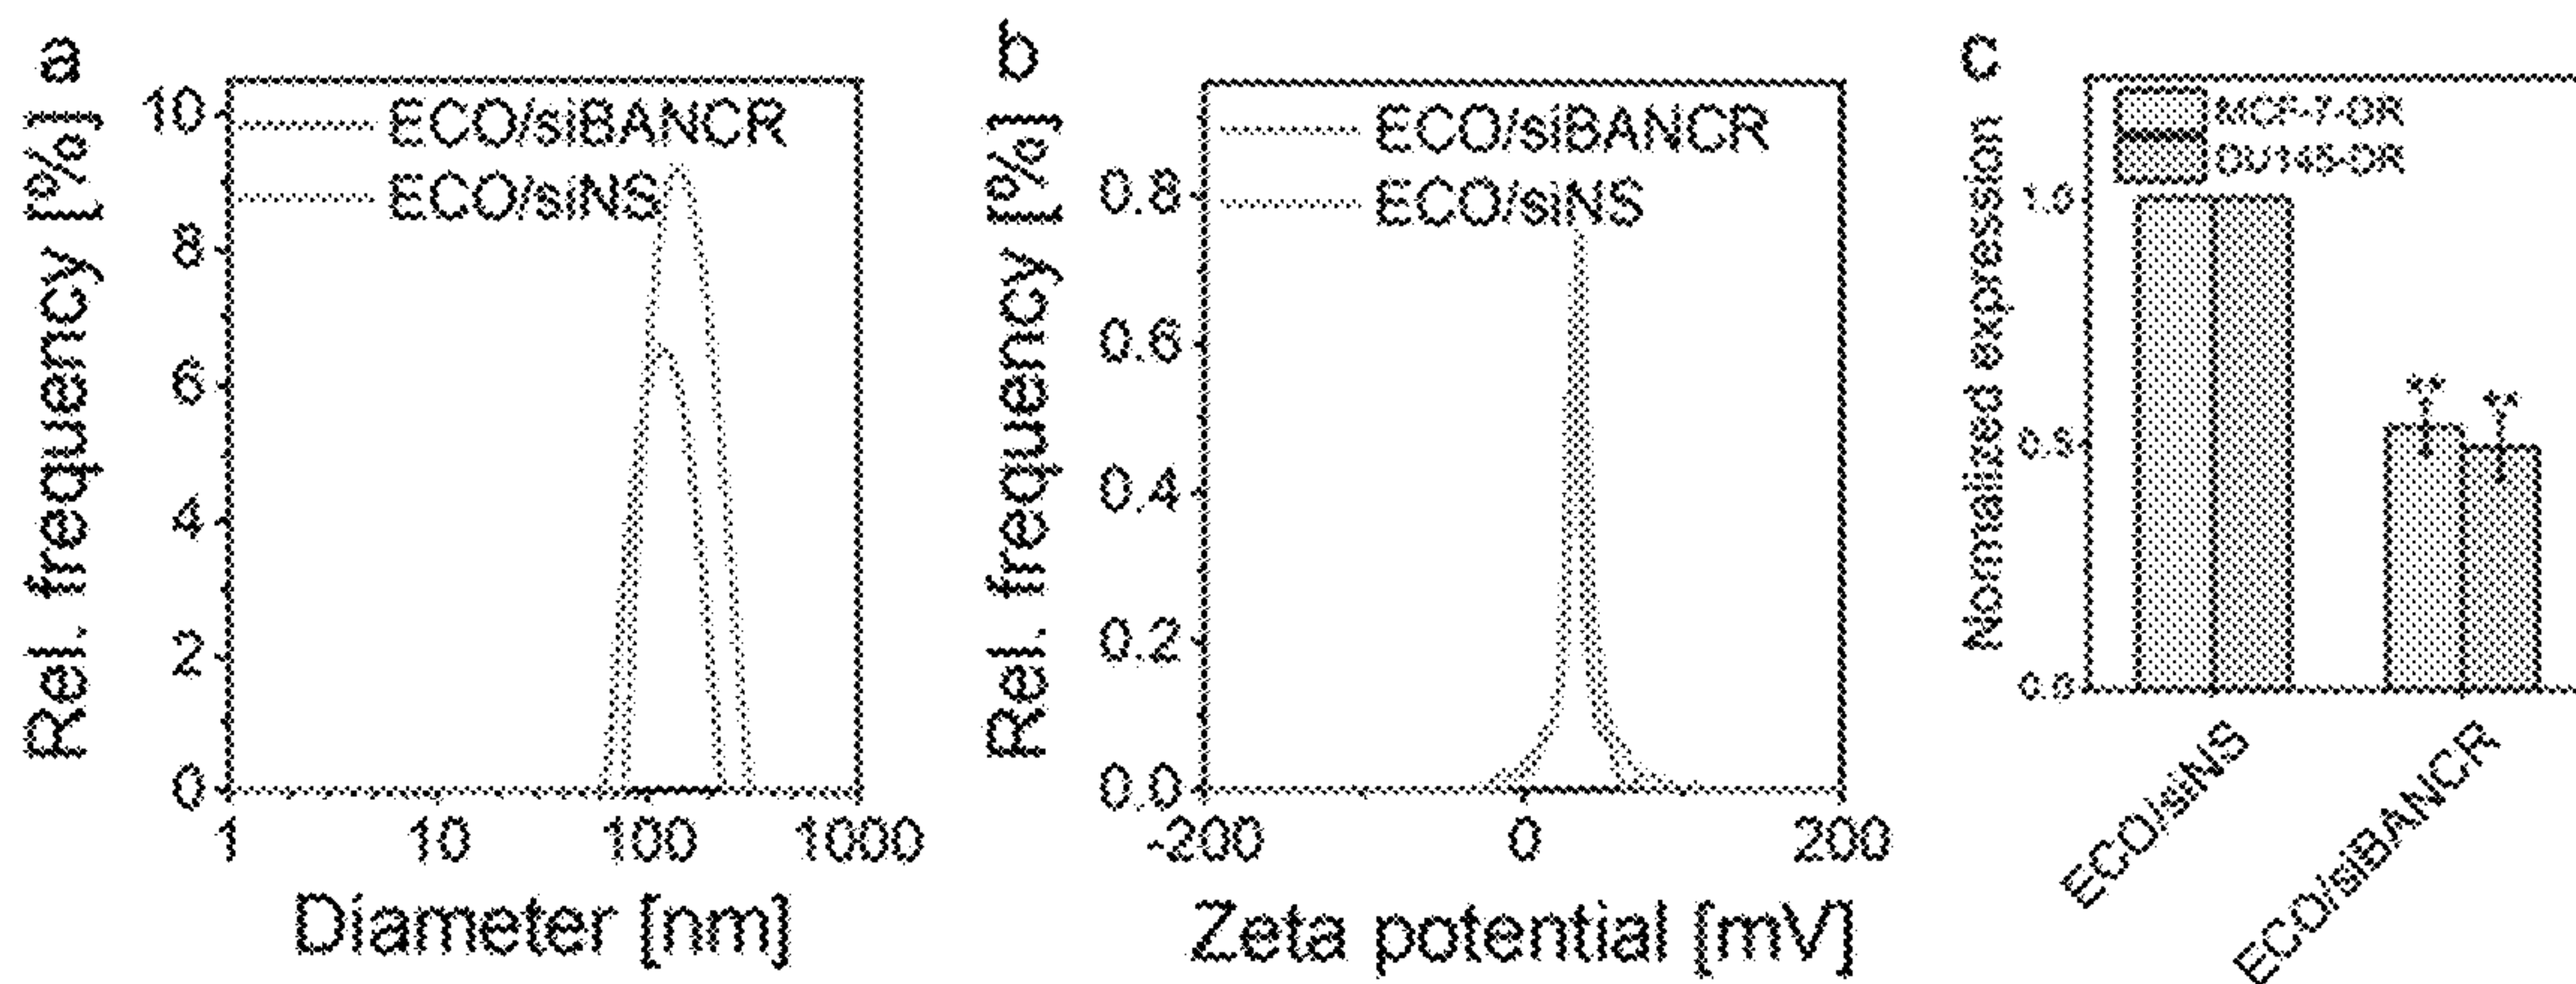 a
Rel. frequency [%]
10
8
6
4
2
0
ECO/siBANCR
ECO/siNS
1
10
100
1000
Diameter [nm]
b
Rel. frequency [%]
0.8
0.6
0.4
0.2
0.0
ECO/siBANCR
ECO/siNS
-200
0
200
Zeta potential [mV]
c
Normalized expression
1.0
0.5
0.0
MCF-7-DR
DU145-DR
**
**
ECO/siNS
ECO/siBANCR